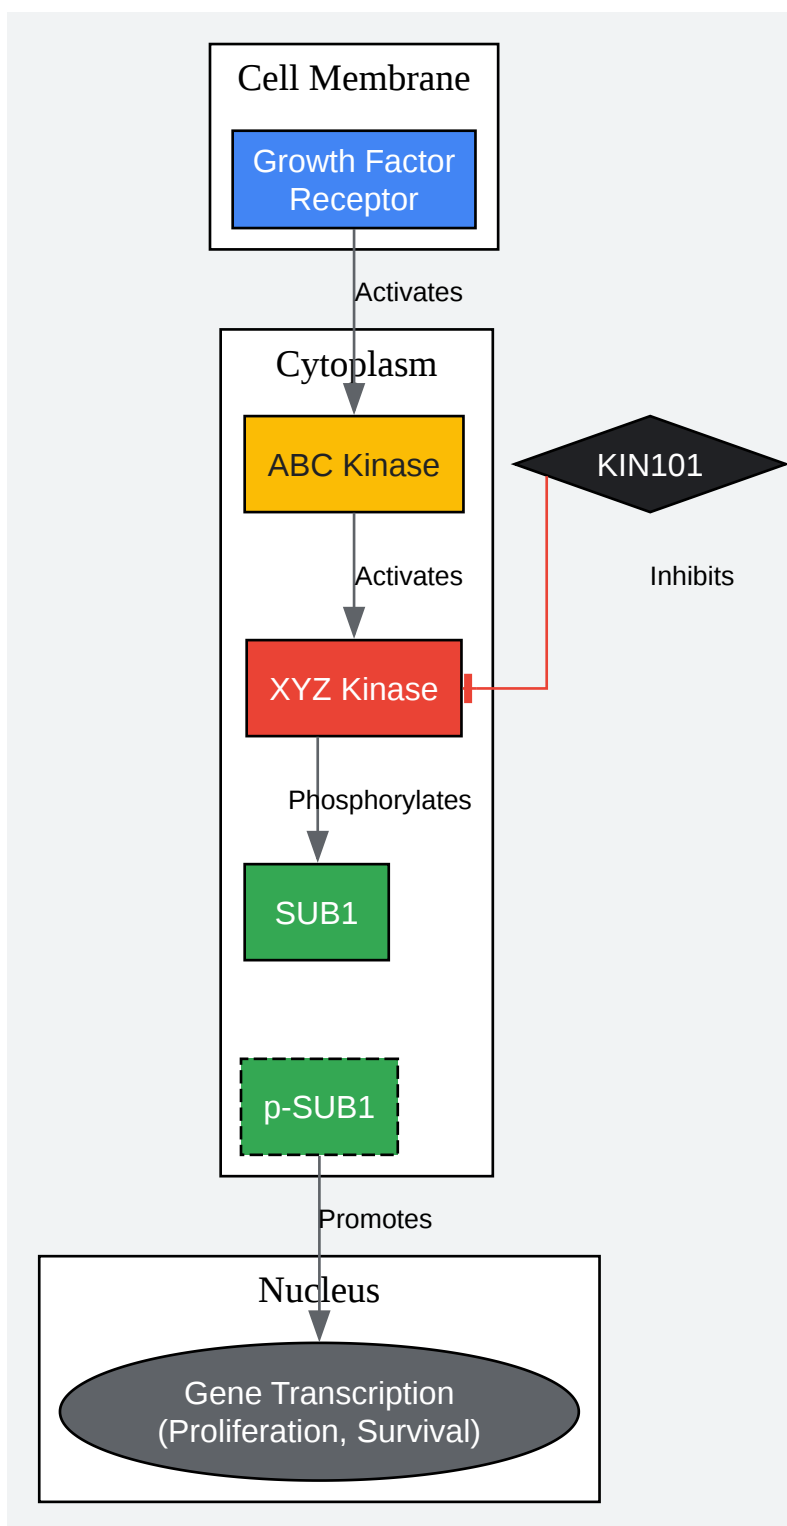 Cell Membrane
Growth Factor
Receptor
Activates
Cytoplasm
ABC Kinase
KIN101
Activates
Inhibits
XYZ Kinase
Phosphorylates
SUB1
p-SUB1
Promotes
Nucleus
Gene Transcription
(Proliferation, Survival)